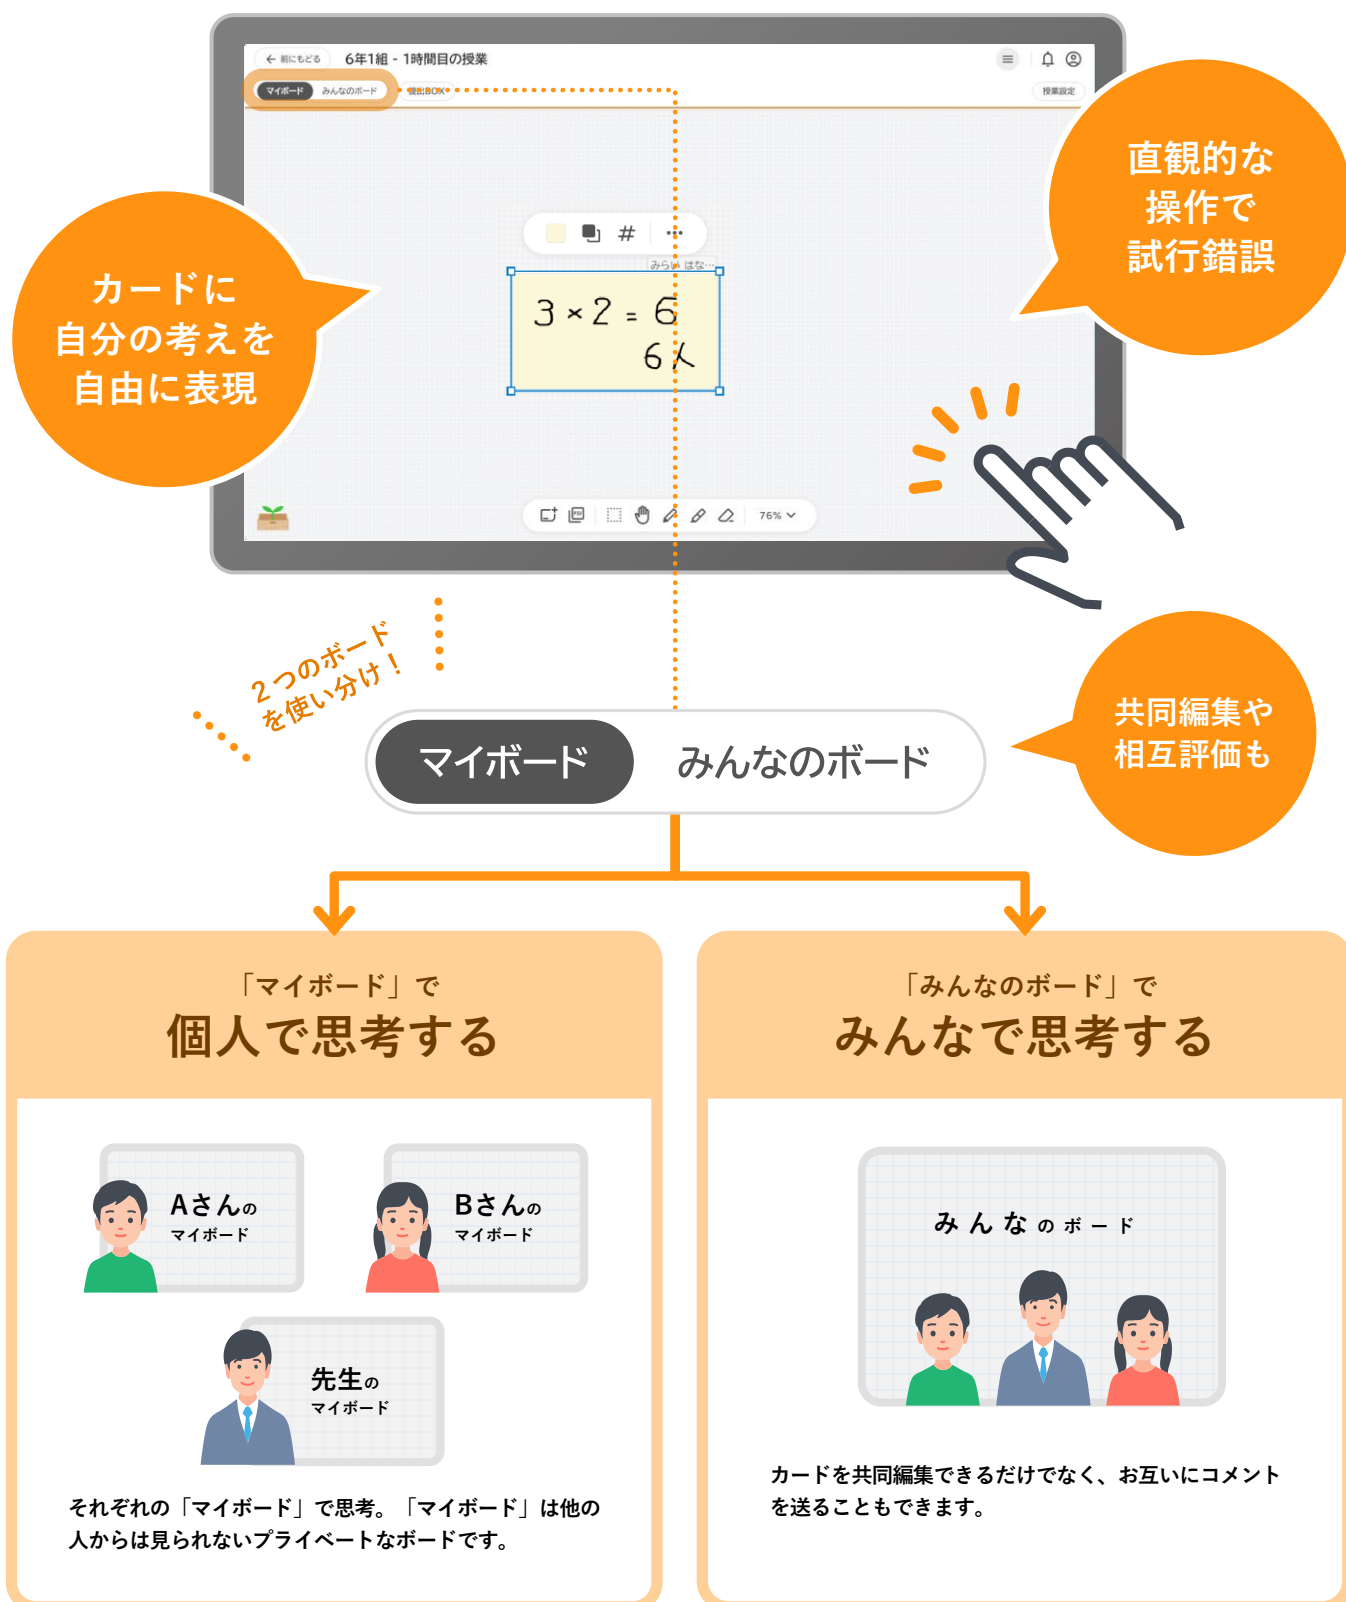 前にもどる
6年1組 - 1時間目の授業
マイボード
みんなのボード
提出BOX
授業設定
直観的な
操作で
試行錯誤
カードに
自分の考えを
自由に表現
みらい はな…
3×2=6
6人
PDF
76%
2つのボード
を使い分け！
マイボード
みんなのボード
共同編集や
相互評価も
「マイボード」で
個人で思考する
Aさんの
マイボード
Bさんの
マイボード
先生の
マイボード
それぞれの「マイボード」で思考。「マイボード」は他の
人からは見られないプライベートなボードです。
「みんなのボード」で
みんなで思考する
みんなのボード
カードを共同編集できるだけでなく、お互いにコメント
を送ることもできます。